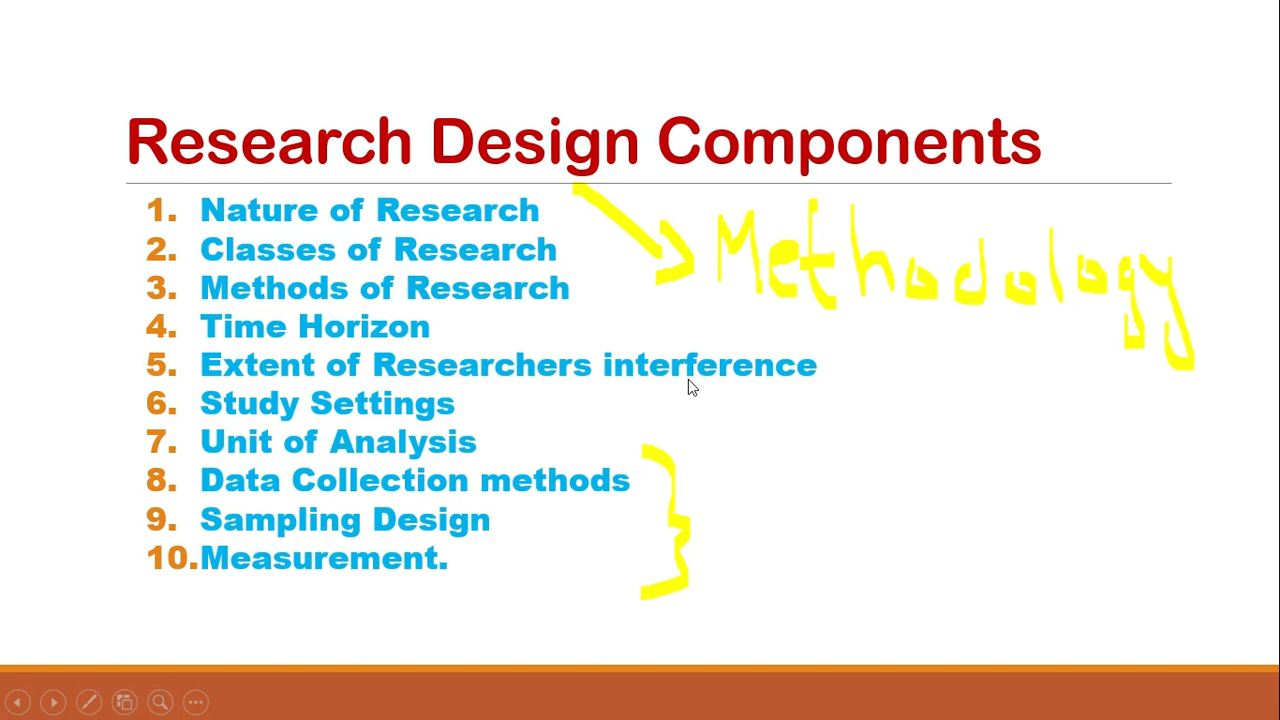 Research Design Components
1. Nature of Research
2. Classes of Research
3. Methods of Research
4. Time Horizon
5. Extent of Researchers interference
6. Study Settings
7. Unit of Analysis
8. Data Collection methods
9. Sampling Design
10. Measurement.
Methodology